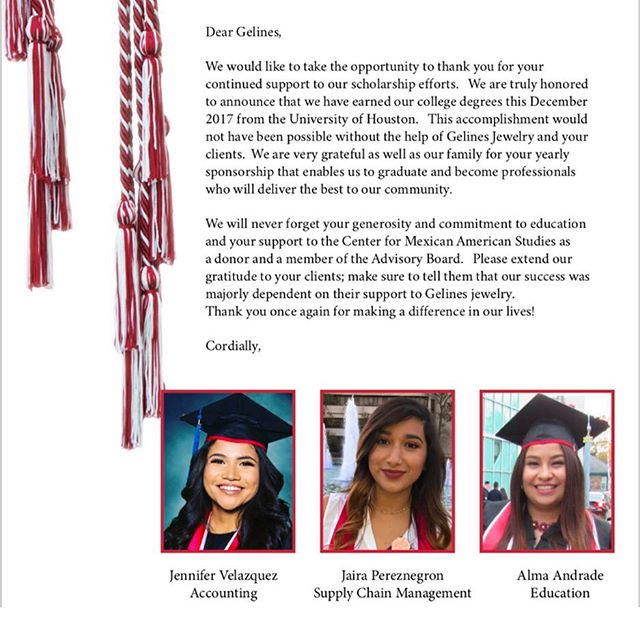 Dear Gelines,
We would like to take the opportunity to thank you for your
continued support to our scholarship efforts.   We are truly honored
to announce that we have earned our college degrees this December
2017 from the University of Houston.   This accomplishment would
not have been possible without the help of Gelines Jewelry and your
clients.  We are very grateful as well as our family for your yearly
sponsorship that enables us to graduate and become professionals
who will deliver the best to our community.
We will never forget your generosity and commitment to education
and your support to the Center for Mexican American Studies as
a donor and a member of the Advisory Board.   Please extend our
gratitude to your clients; make sure to tell them that our success was
majorly dependent on their support to Gelines jewelry.
Thank you once again for making a difference in our lives!
Cordially,
Jennifer Velazquez
Accounting
Jaira Pereznegron
Supply Chain Management
Alma Andrade
Education